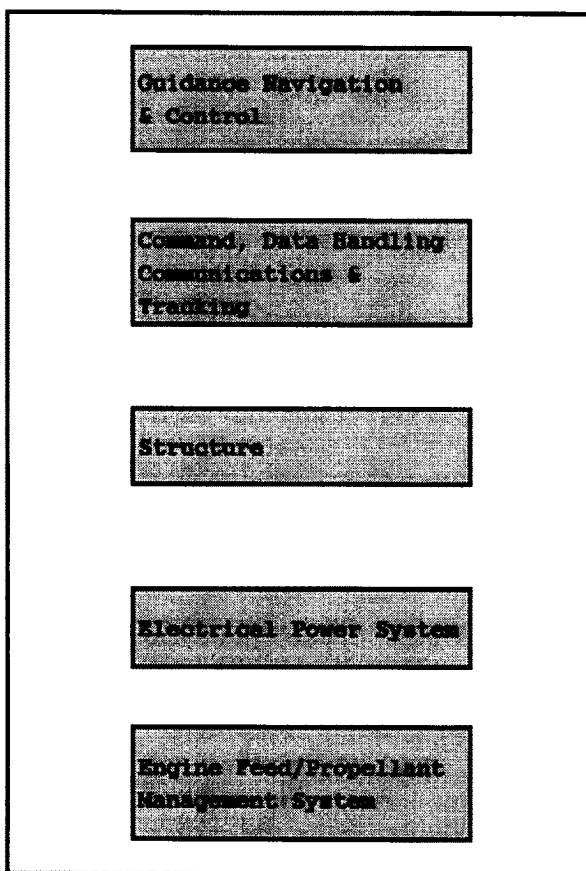 Guidance Navigation
& Control
Command, Data Handling
Communications &
Tracking
Structure
Electrical Power System
Engine Feed/Propellant
Management System